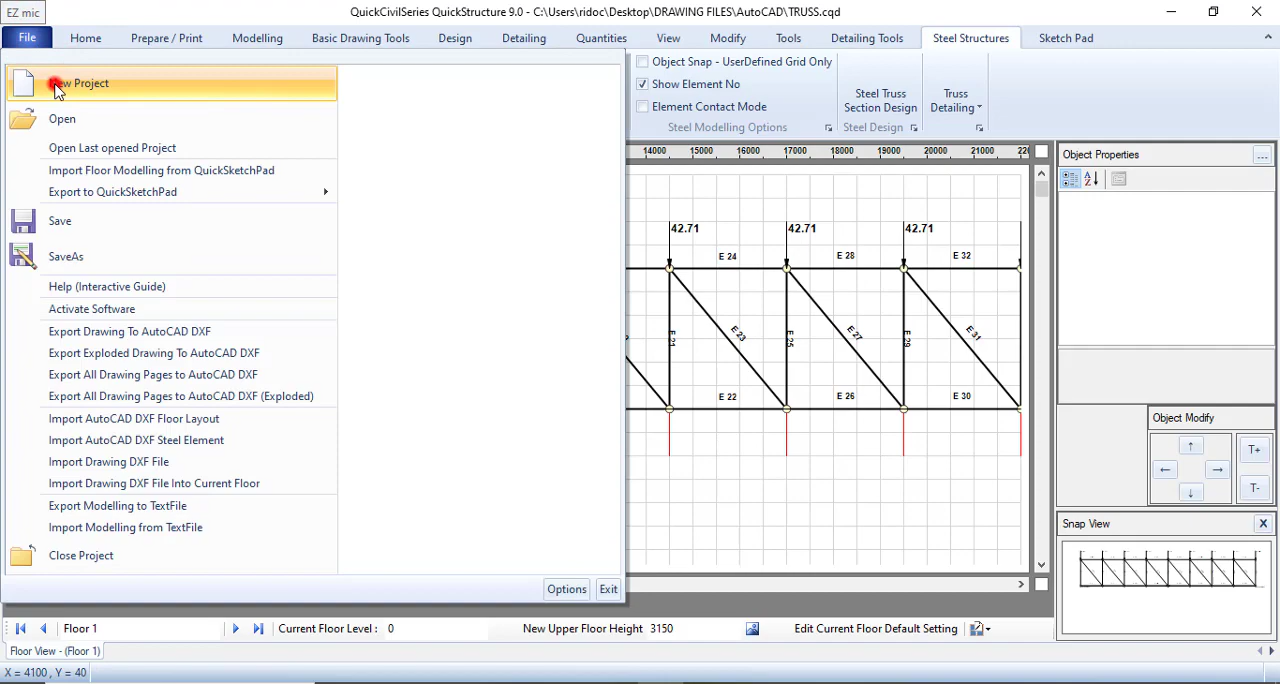 EZ mic
QuickCivilSeries QuickStructure 9.0 - C:\Users\ridoc\Desktop\DRAWING FILES\AutoCAD\TRUSS.cqd
File Home Prepare / Print Modelling Basic Drawing Tools Design Detailing Quantities View Modify Tools Detailing Tools Steel Structures Sketch Pad
New Project
Open
Open Last opened Project
Import Floor Modelling from QuickSketchPad
Export to QuickSketchPad
Save
SaveAs
Help (Interactive Guide)
Activate Software
Export Drawing To AutoCAD DXF
Export Exploded Drawing To AutoCAD DXF
Export All Drawing Pages to AutoCAD DXF
Export All Drawing Pages to AutoCAD DXF (Exploded)
Import AutoCAD DXF Floor Layout
Import AutoCAD DXF Steel Element
Import Drawing DXF File
Import Drawing DXF File Into Current Floor
Export Modelling to TextFile
Import Modelling from TextFile
Close Project
Options Exit
Object Snap - UserDefined Grid Only
Show Element No
Element Contact Mode
Steel Modelling Options
Steel Truss
Section Design
Steel Design
Truss
Detailing
14000 15000 16000 17000 18000 19000 20000 21000 220
42.71 42.71 42.71
E 24 E 28 E 32
E 21 E 23 E 25 E 27 E 29 E 31
E 22 E 26 E 30
Object Properties ...
Object Modify
T+
T-
Snap View X
Floor 1 Current Floor Level : 0 New Upper Floor Height 3150 Edit Current Floor Default Setting
Floor View - (Floor 1)
X = 4100 , Y = 40